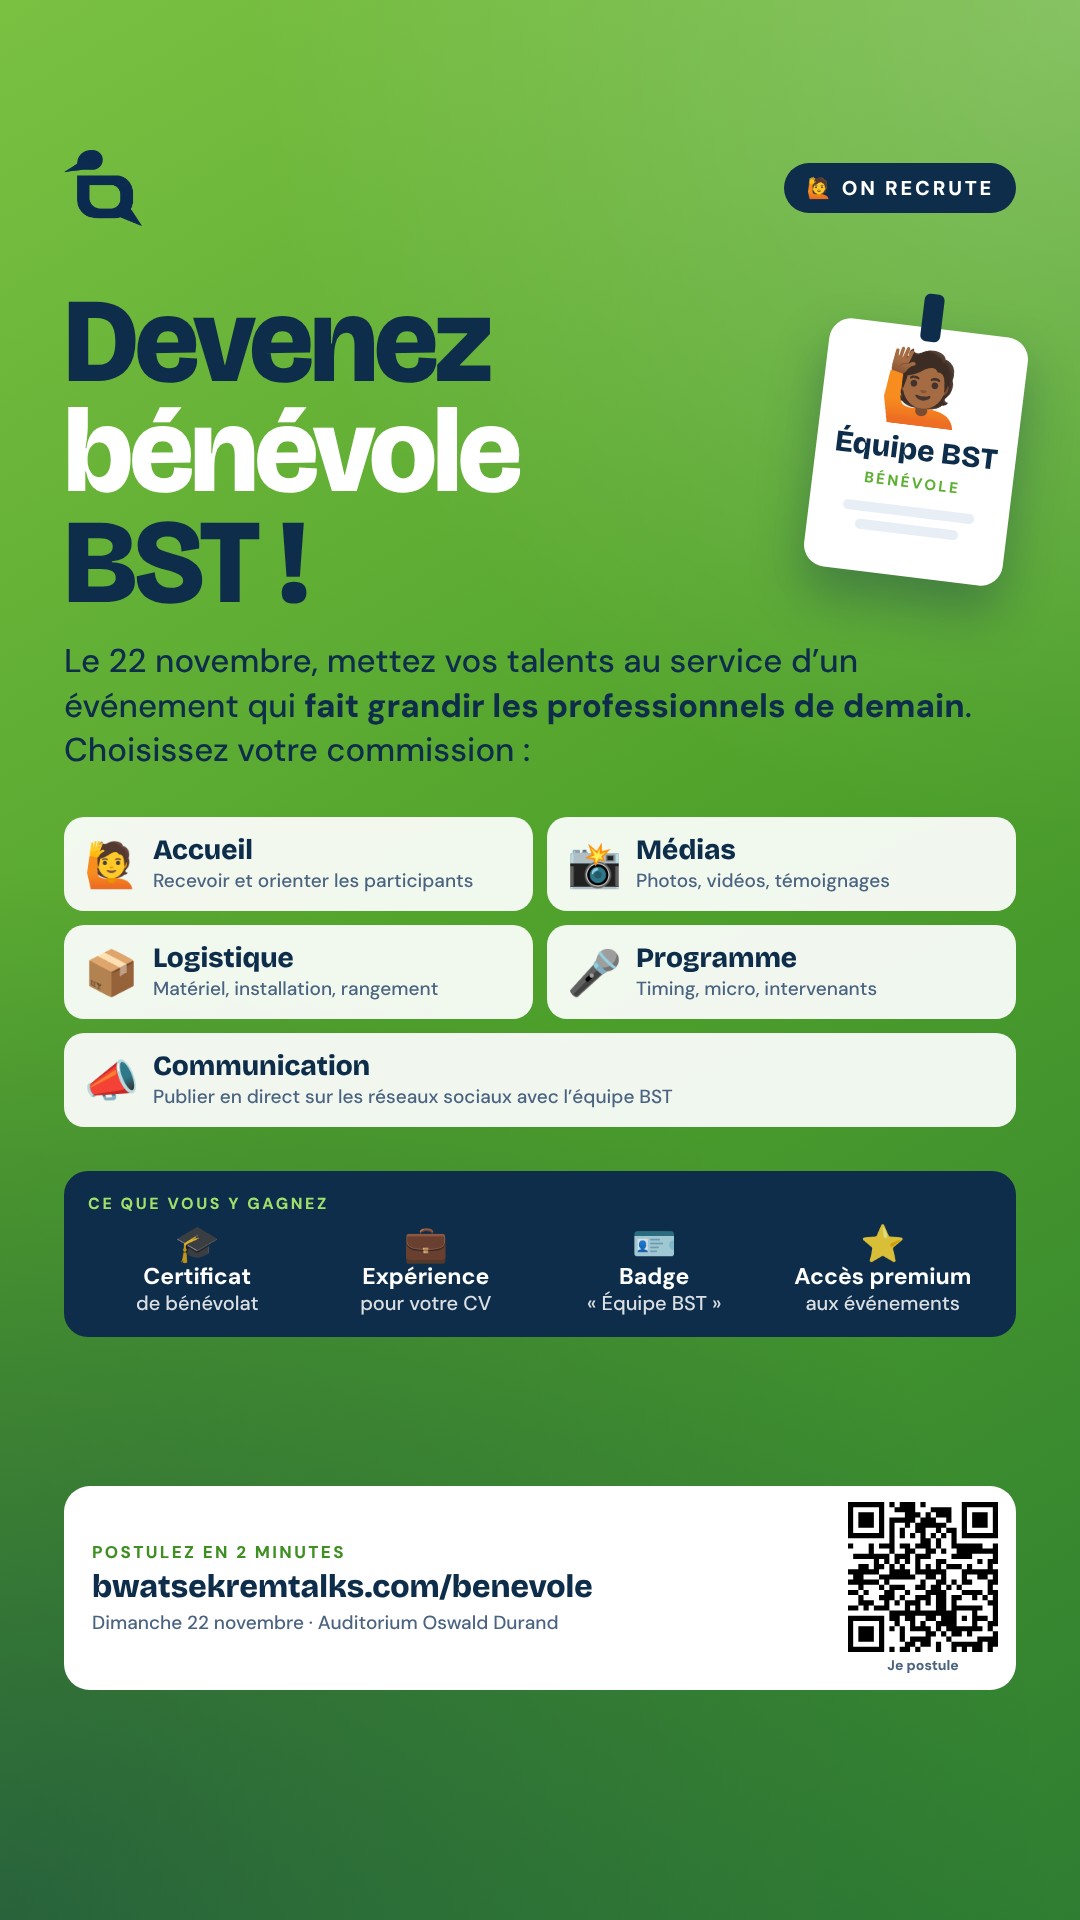 ON RECRUTE
Devenez
bénévole
BST !
Équipe BST
BÉNÉVOLE
Le 22 novembre, mettez vos talents au service d’un
événement qui fait grandir les professionnels de demain.
Choisissez votre commission :
Accueil
Recevoir et orienter les participants
Médias
Photos, vidéos, témoignages
Logistique
Matériel, installation, rangement
Programme
Timing, micro, intervenants
Communication
Publier en direct sur les réseaux sociaux avec l’équipe BST
CE QUE VOUS Y GAGNEZ
Certificat
de bénévolat
Expérience
pour votre CV
Badge
« Équipe BST »
Accès premium
aux événements
POSTULEZ EN 2 MINUTES
bwatsekremtalks.com/benevole
Dimanche 22 novembre · Auditorium Oswald Durand
Je postule